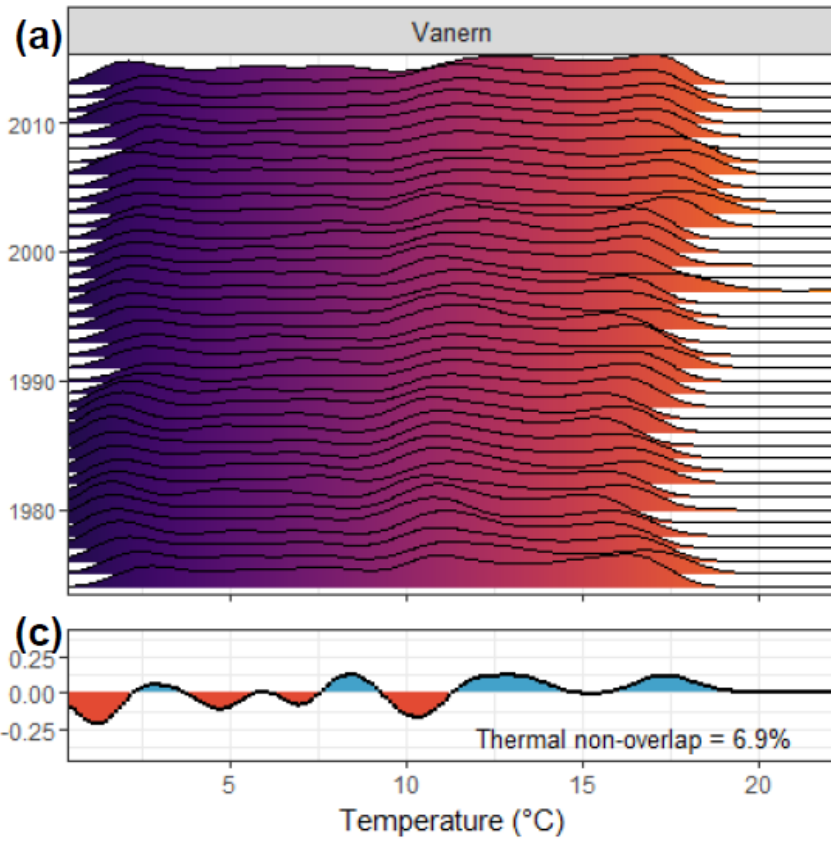 (a)
Vanern
2010
2000
1990
1980
(c)
0.25
0.00
-0.25
Thermal non-overlap = 6.9%
5 10 15 20
Temperature (°C)